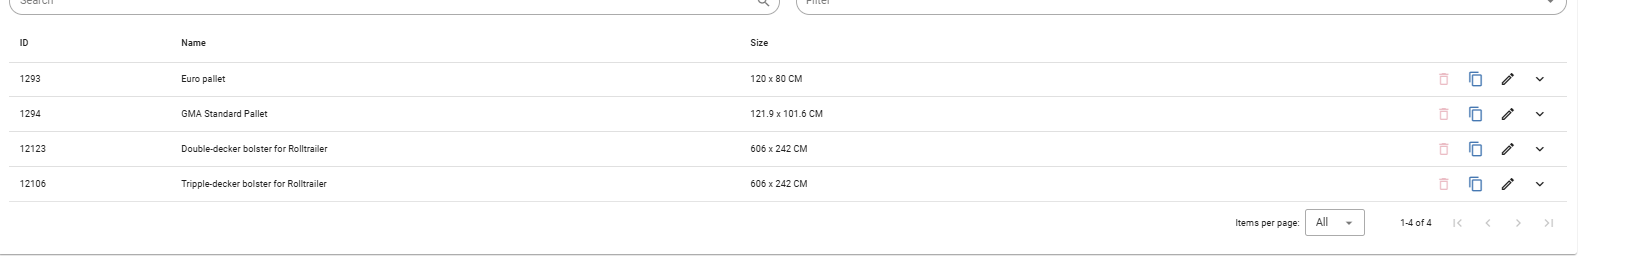 Search Filter
ID Name Size
1293 Euro pallet 120 x 80 CM
1294 GMA Standard Pallet 121.9 x 101.6 CM
12123 Double-decker bolster for Rolltrailer 606 x 242 CM
12106 Tripple-decker bolster for Rolltrailer 606 x 242 CM
Items per page: All 1-4 of 4